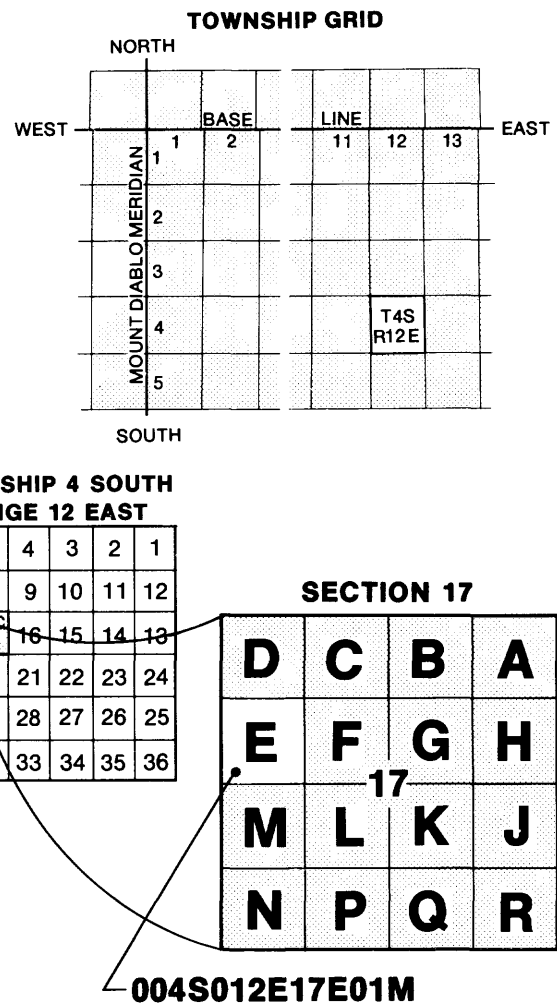 TOWNSHIP GRID
NORTH
BASE LINE
WEST EAST
1 2 11 12 13
MOUNT DIABLO MERIDIAN
1
2
3
4
5
T4S
R12E
SOUTH
SHIP 4 SOUTH
GE 12 EAST
4 3 2 1
9 10 11 12
16 15 14 13
21 22 23 24
28 27 26 25
33 34 35 36
SECTION 17
D C B A
E F G H
17
M L K J
N P Q R
004S012E17E01M